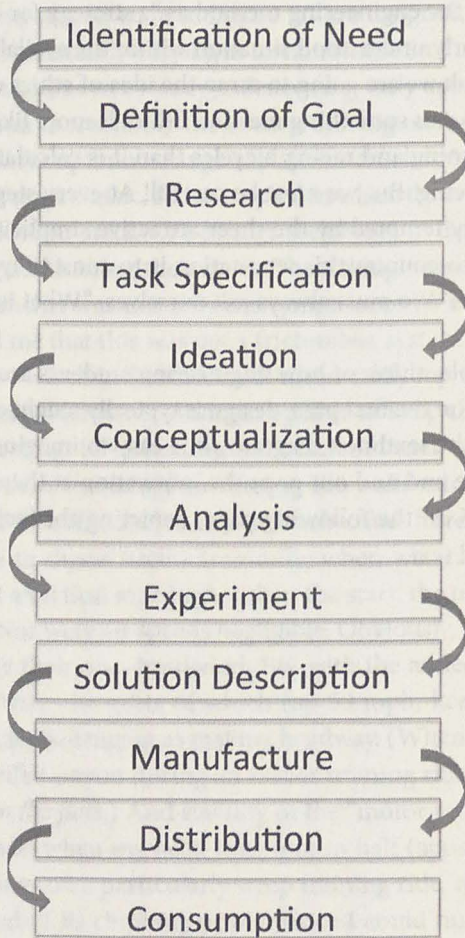 Identification of Need
Definition of Goal
Research
Task Specification
Ideation
Conceptualization
Analysis
Experiment
Solution Description
Manufacture
Distribution
Consumption